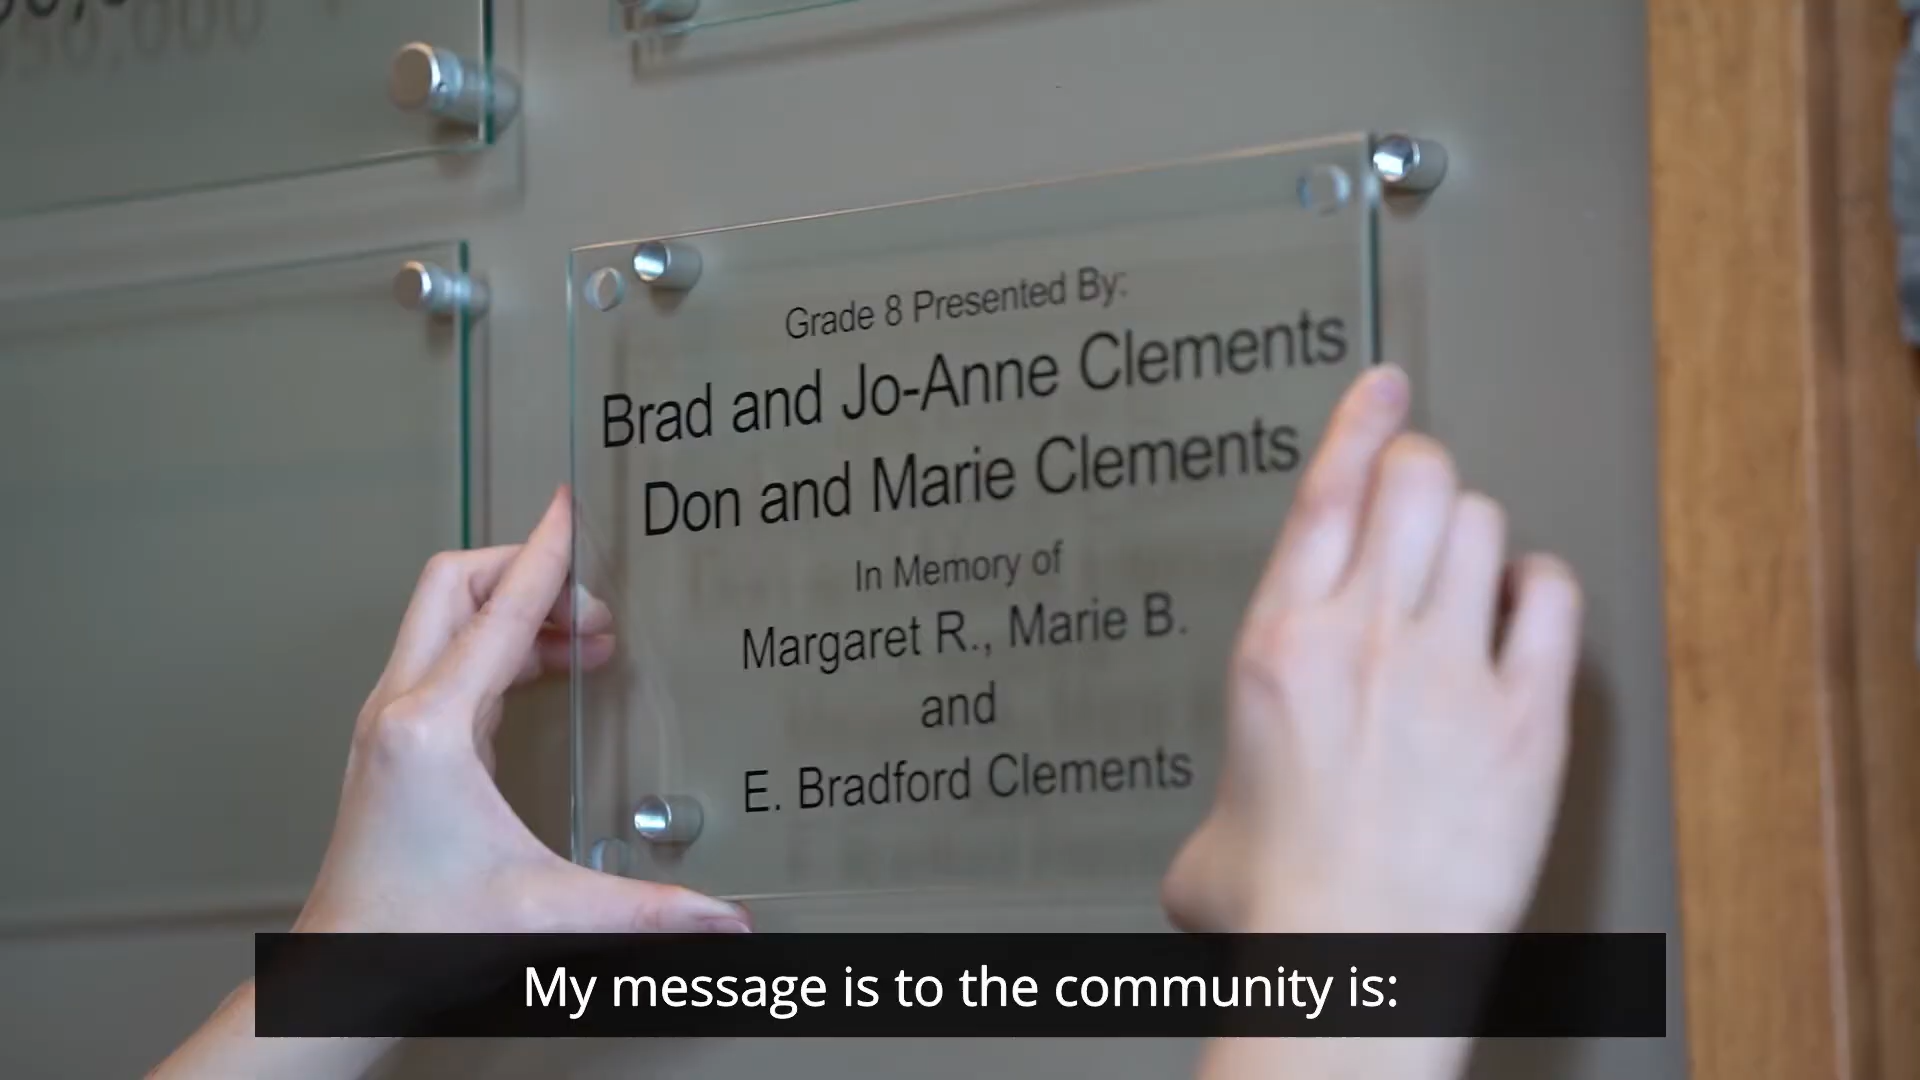 Grade 8 Presented By:
Brad and Jo-Anne Clements
Don and Marie Clements
In Memory of
Margaret R., Marie B.
and
E. Bradford Clements
My message is to the community is: